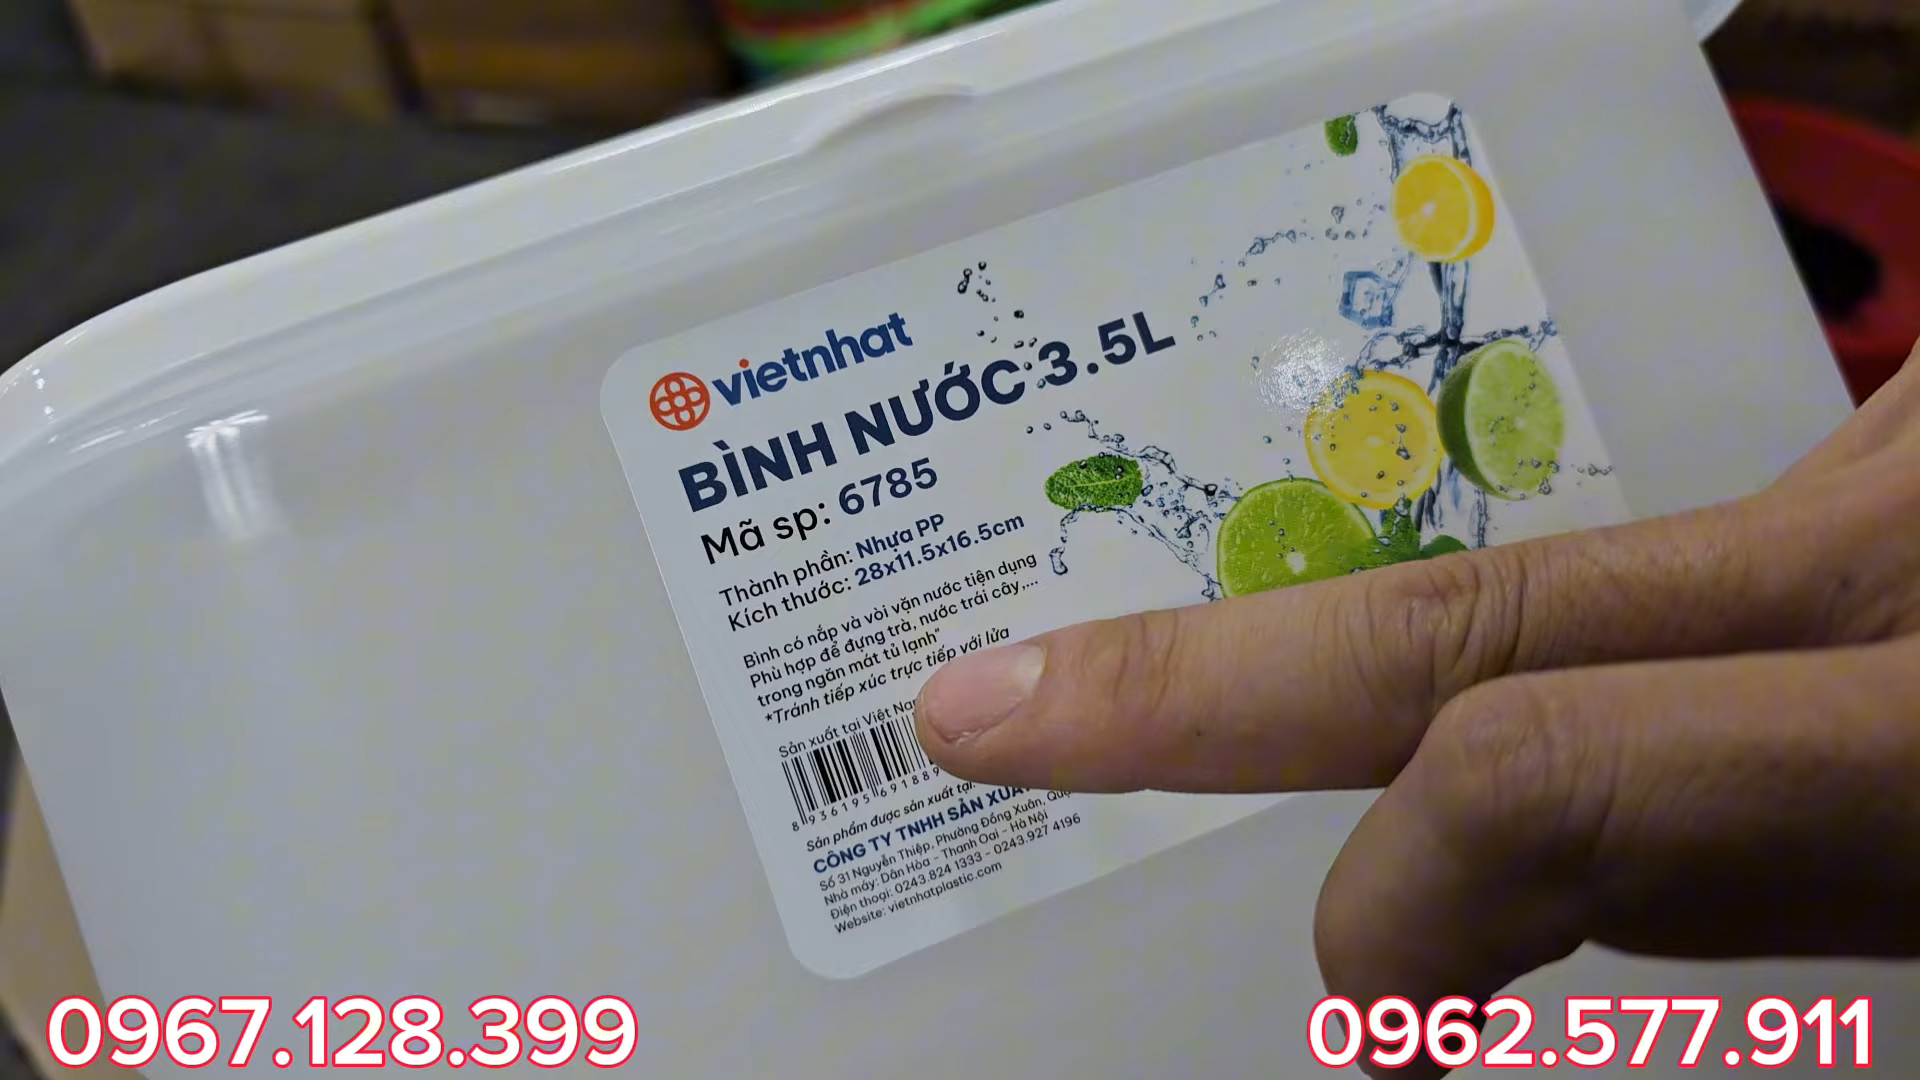 vietnhat
BÌNH NƯỚC 3.5L
Mã sp: 6785
Thành phần: Nhựa PP
Kích thước: 28x11.5x16.5cm
Bình có nắp và vòi vặn nước tiện dụng
Phù hợp để đựng trà, nước trái cây,...
trong ngăn mát tủ lạnh"
*Tránh tiếp xúc trực tiếp với lửa
Sản xuất tại Việt
8 936195 691889
Sản phẩm được sản xuất tại
CÔNG TY TNHH SẢN XUẤT
Số 31 Nguyễn Thiệp, Phường Đồng Xuân,
Nhà máy: Dân Hòa - Thanh Oai - Hà Nội
Điện thoại: 0243.824 1333 - 0243.927 4196
Website: vietnhatplastic.com
0967.128.399
0962.577.911